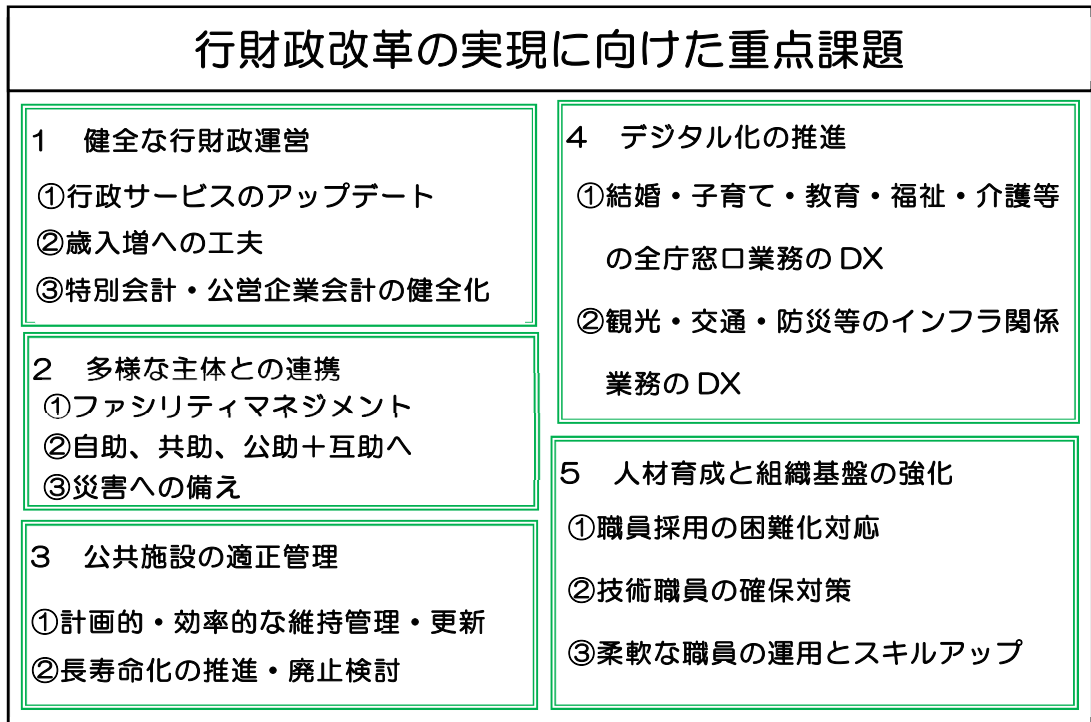 行財政改革の実現に向けた重点課題
1 健全な行財政運営
①行政サービスのアップデート
②歳入増への工夫
③特別会計・公営企業会計の健全化
2 多様な主体との連携
①ファシリティマネジメント
②自助、共助、公助＋互助へ
③災害への備え
3 公共施設の適正管理
①計画的・効率的な維持管理・更新
②長寿命化の推進・廃止検討
4 デジタル化の推進
①結婚・子育て・教育・福祉・介護等
の全庁窓口業務の DX
②観光・交通・防災等のインフラ関係
業務の DX
5 人材育成と組織基盤の強化
①職員採用の困難化対応
②技術職員の確保対策
③柔軟な職員の運用とスキルアップ